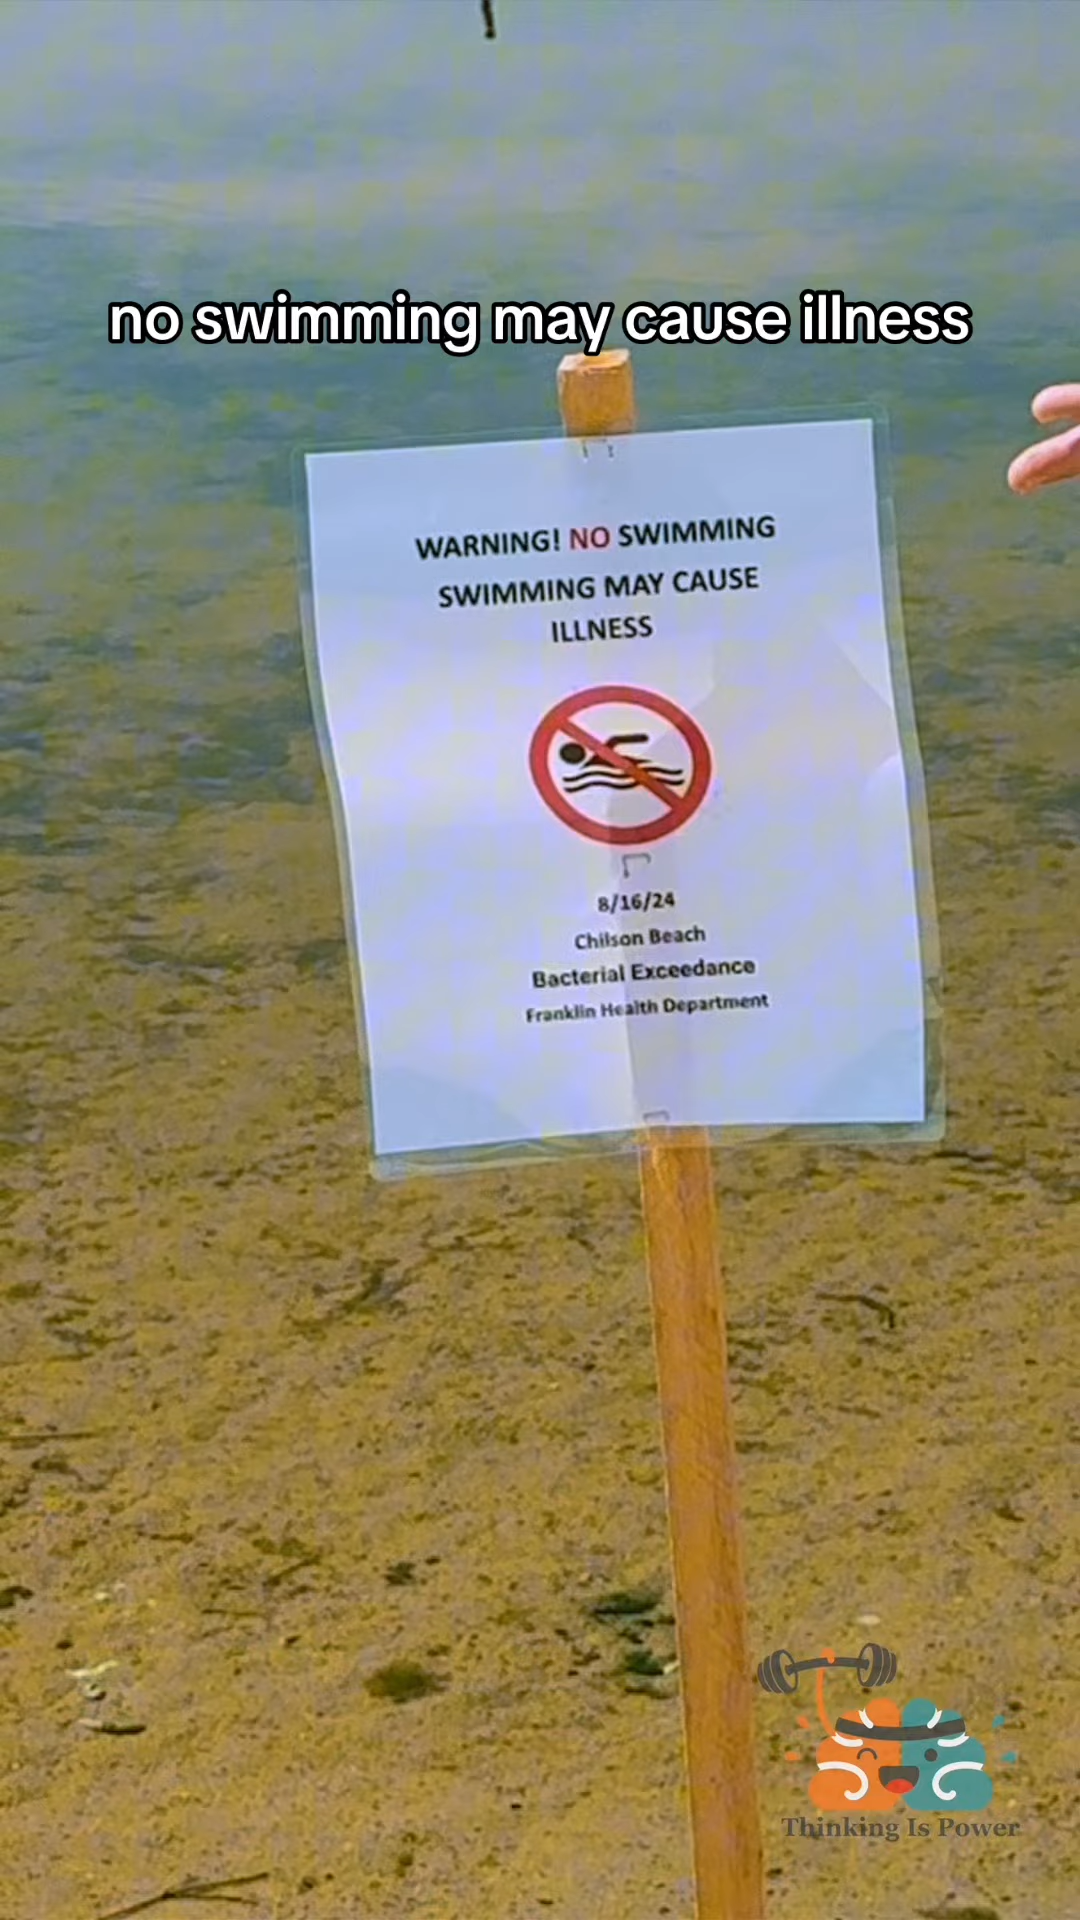 no swimming may cause illness
WARNING! NO SWIMMING
SWIMMING MAY CAUSE
ILLNESS
8/16/24
Chilson Beach
Bacterial Exceedance
Franklin Health Department
Thinking Is Power